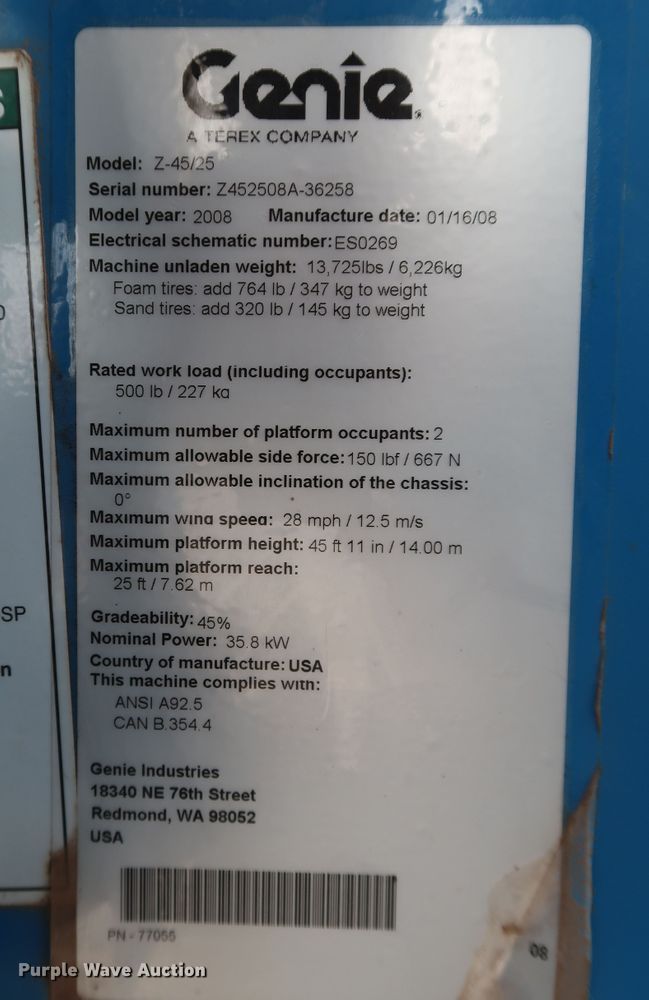 Genie.
A TEREX COMPANY
Model: Z-45/25
Serial number: Z452508A-36258
Model year: 2008 Manufacture date: 01/16/08
Electrical schematic number: ES0269
Machine unladen weight: 13,725lbs / 6,226kg
Foam tires: add 764 lb / 347 kg to weight
Sand tires: add 320 lb / 145 kg to weight
Rated work load (including occupants):
500 lb / 227 kg
Maximum number of platform occupants: 2
Maximum allowable side force: 150 lbf / 667 N
Maximum allowable inclination of the chassis:
0°
Maximum wind speed: 28 mph / 12.5 m/s
Maximum platform height: 45 ft 11 in / 14.00 m
Maximum platform reach:
25 ft / 7.62 m
Gradeability: 45%
Nominal Power: 35.8 kW
Country of manufacture: USA
This machine complies with:
ANSI A92.5
CAN B.354.4
Genie Industries
18340 NE 76th Street
Redmond, WA 98052
USA
PN - 77055
08
SP
n
S
Purple Wave Auction